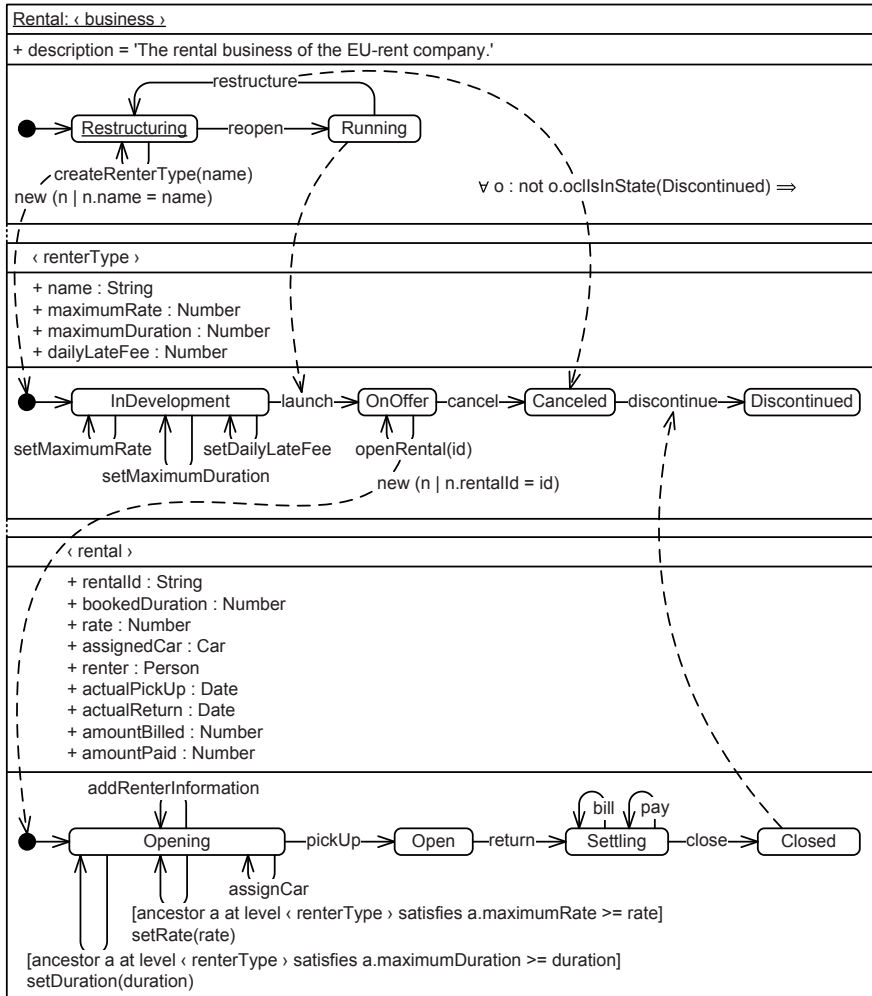 Rental: ‹ business ›
+ description = 'The rental business of the EU-rent company.'
restructure
Restructuring
reopen
Running
createRenterType(name)
new (n | n.name = name)
∀ o : not o.oclIsInState(Discontinued) ⟹
‹ renterType ›
+ name : String
+ maximumRate : Number
+ maximumDuration : Number
+ dailyLateFee : Number
InDevelopment
launch
OnOffer
cancel
Canceled
discontinue
Discontinued
setMaximumRate
setDailyLateFee
openRental(id)
setMaximumDuration
new (n | n.rentalId = id)
‹ rental ›
+ rentalId : String
+ bookedDuration : Number
+ rate : Number
+ assignedCar : Car
+ renter : Person
+ actualPickUp : Date
+ actualReturn : Date
+ amountBilled : Number
+ amountPaid : Number
addRenterInformation
bill
pay
Opening
pickUp
Open
return
Settling
close
Closed
assignCar
[ancestor a at level ‹ renterType › satisfies a.maximumRate >= rate]
setRate(rate)
[ancestor a at level ‹ renterType › satisfies a.maximumDuration >= duration]
setDuration(duration)